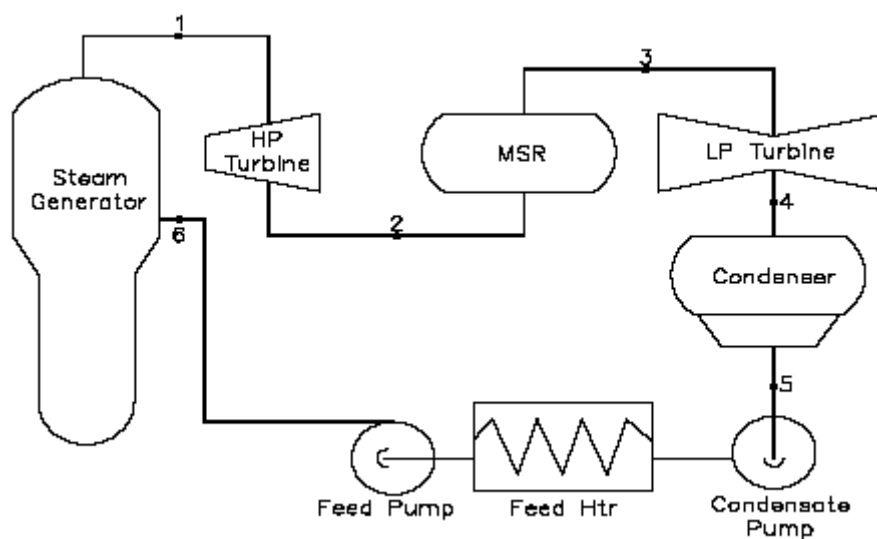 1
3
HP
Turbine
MSR
LP Turbine
Steam
Generator
6
2
4
Condenser
5
Feed Pump
Feed Htr
Condensate
Pump